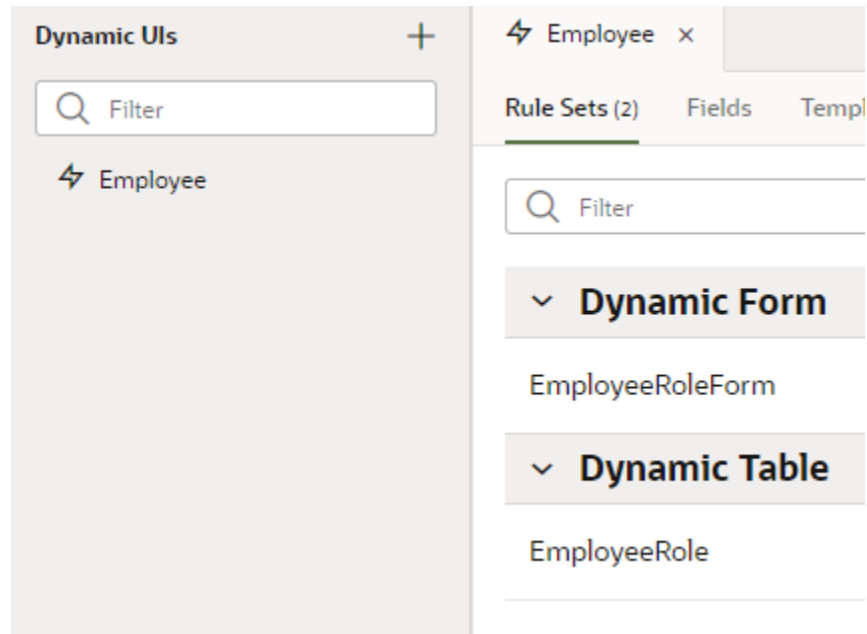 Dynamic UIs
Filter
Employee
Employee
Rule Sets (2) Fields
Filter
Dynamic Form
EmployeeRoleForm
Dynamic Table
EmployeeRole